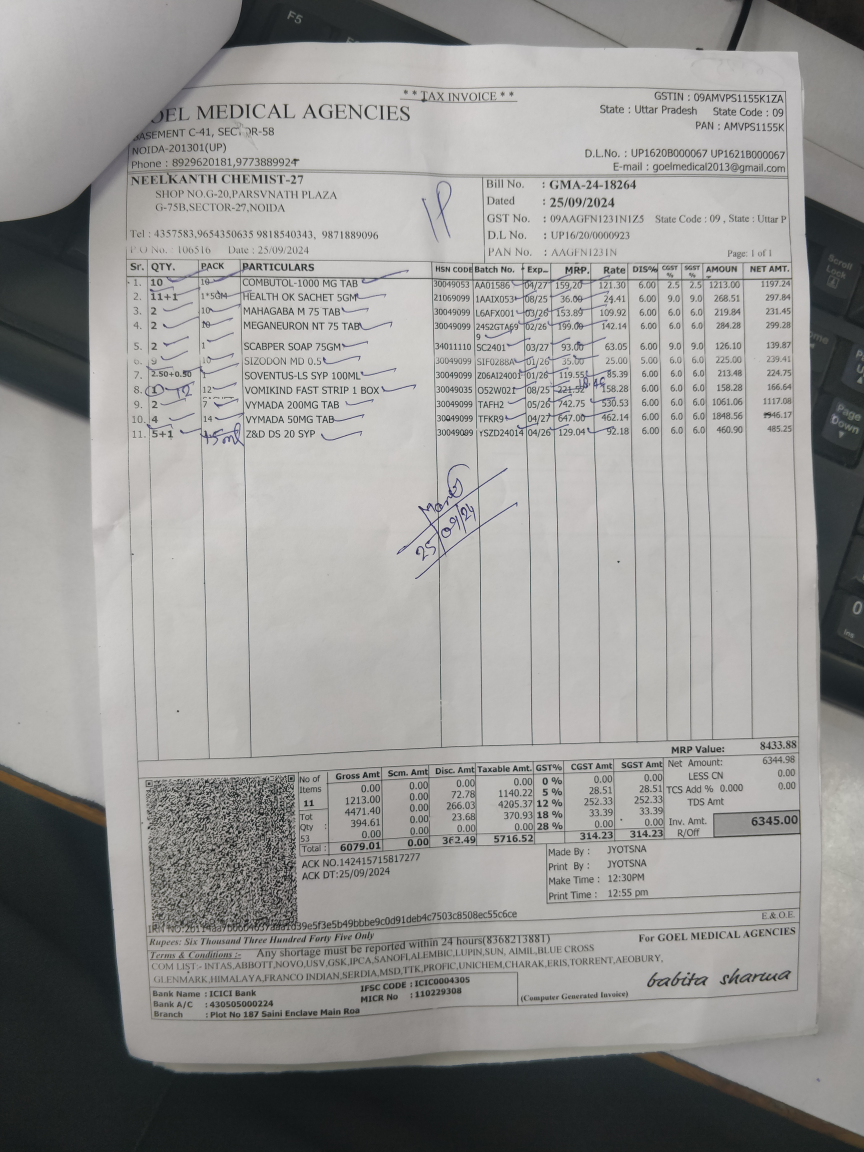 F5
* * TAX INVOICE * *
GSTIN : 09AMVPS1155K1ZA
OEL MEDICAL AGENCIES
State : Uttar Pradesh State Code : 09
PAN : AMVPS1155K
BASEMENT C-41, SECTOR-58
NOIDA-201301(UP)
Phone : 8929620181,9773889924
D.L.No. : UP1620B000067 UP1621B000067
E-mail : goelmedical2013@gmail.com
NEELKANTH CHEMIST-27
SHOP NO.G-20,PARSVNATH PLAZA
G-75B,SECTOR-27,NOIDA
Tel : 4357583,9654350635 9818540343, 9871889096
P O No. : 106516 Date : 25/09/2024
Bill No. : GMA-24-18264
Dated : 25/09/2024
GST No. : 09AAGFN1231N1Z5 State Code : 09 , State : Uttar P
D.L No. : UP16/20/0000923
PAN No. : AAGFN1231N Page: 1 of 1
Sr. QTY. PACK PARTICULARS HSN CODE Batch No. Exp.. MRP. Rate DIS% CGST % SGST % AMOUN NET AMT.
1. 10 10 COMBUTOL-1000 MG TAB 30049053 AA01586 04/27 159.20 121.30 6.00 2.5 2.5 1213.00 1197.24
2. 11+1 1*5GM HEALTH OK SACHET 5GM 21069099 1AAIX053 08/25 36.00 24.41 6.00 9.0 9.0 268.51 297.84
3. 2 10 MAHAGABA M 75 TAB 30049099 L6AFX001 03/26 153.89 109.92 6.00 6.0 6.0 219.84 231.45
4. 2 10 MEGANEURON NT 75 TAB 30049099 2452GTA69 02/26 199.00 142.14 6.00 6.0 6.0 284.28 299.28
9
5. 2 1 SCABPER SOAP 75GM 34011110 SC2401 03/27 93.00 63.05 6.00 9.0 9.0 126.10 139.87
6. 9 10 SIZODON MD 0.5 30049099 SIF0288A 01/26 35.00 25.00 5.00 6.0 6.0 225.00 239.41
7. 2.50+0.50 1 SOVENTUS-LS SYP 100ML 30049099 Z06AI24001 01/26 119.55 85.39 6.00 6.0 6.0 213.48 224.75
8. 1 12 12 VOMIKIND FAST STRIP 1 BOX 30049035 O52W021 08/25 221.52 18.46 158.28 6.00 6.0 6.0 158.28 166.64
9. 2 7 VYMADA 200MG TAB 30049099 TAFH2 05/26 742.75 530.53 6.00 6.0 6.0 1061.06 1117.08
10. 4 14 VYMADA 50MG TAB 30049099 TFKR9 04/27 647.00 462.14 6.00 6.0 6.0 1848.56 1946.17
11. 5+1 15ml Z&D DS 20 SYP 30049089 YSZD24014 04/26 129.04 92.18 6.00 6.0 6.0 460.90 485.25
25/09/24
MRP Value: 8433.88
No of Items 11 Tot Qty : 53
Gross Amt Scm. Amt Disc. Amt Taxable Amt. GST% CGST Amt SGST Amt
0.00 0.00 0.00 0.00 0 % 0.00 0.00
1213.00 0.00 72.78 1140.22 5 % 28.51 28.51
4471.40 0.00 266.03 4205.37 12 % 252.33 252.33
394.61 0.00 23.68 370.93 18 % 33.39 33.39
0.00 0.00 0.00 0.00 28 % 0.00 0.00
Total : 6079.01 0.00 362.49 5716.52 314.23 314.23
Net Amount: 6344.98
LESS CN 0.00
TCS Add % 0.000 0.00
TDS Amt
Inv. Amt. 6345.00
R/Off
ACK NO.142415715817277
ACK DT:25/09/2024
Made By : JYOTSNA
Print By : JYOTSNA
Make Time : 12:30PM
Print Time : 12:55 pm
E.& O.E.
Rupees: Six Thousand Three Hundred Forty Five Only
For GOEL MEDICAL AGENCIES
Terms & Conditions :- Any shortage must be reported within 24 hours(8368213881)
COM LIST:- INTAS,ABBOTT,NOVO,USV,GSK,IPCA,SANOFI,ALEMBIC,LUPIN,SUN, AIMIL,BLUE CROSS
GLENMARK,HIMALAYA,FRANCO INDIAN,SERDIA,MSD,TTK,PROFIC,UNICHEM,CHARAK,ERIS,TORRENT,AEOBURY,
babita sharma
Bank Name : ICICI Bank IFSC CODE : ICIC0004305
Bank A/C : 430505000224 MICR No : 110229308
Branch : Plot No 187 Saini Enclave Main Roa
(Computer Generated Invoice)
Scroll Lock
Page Up
Page Down
0
Ins